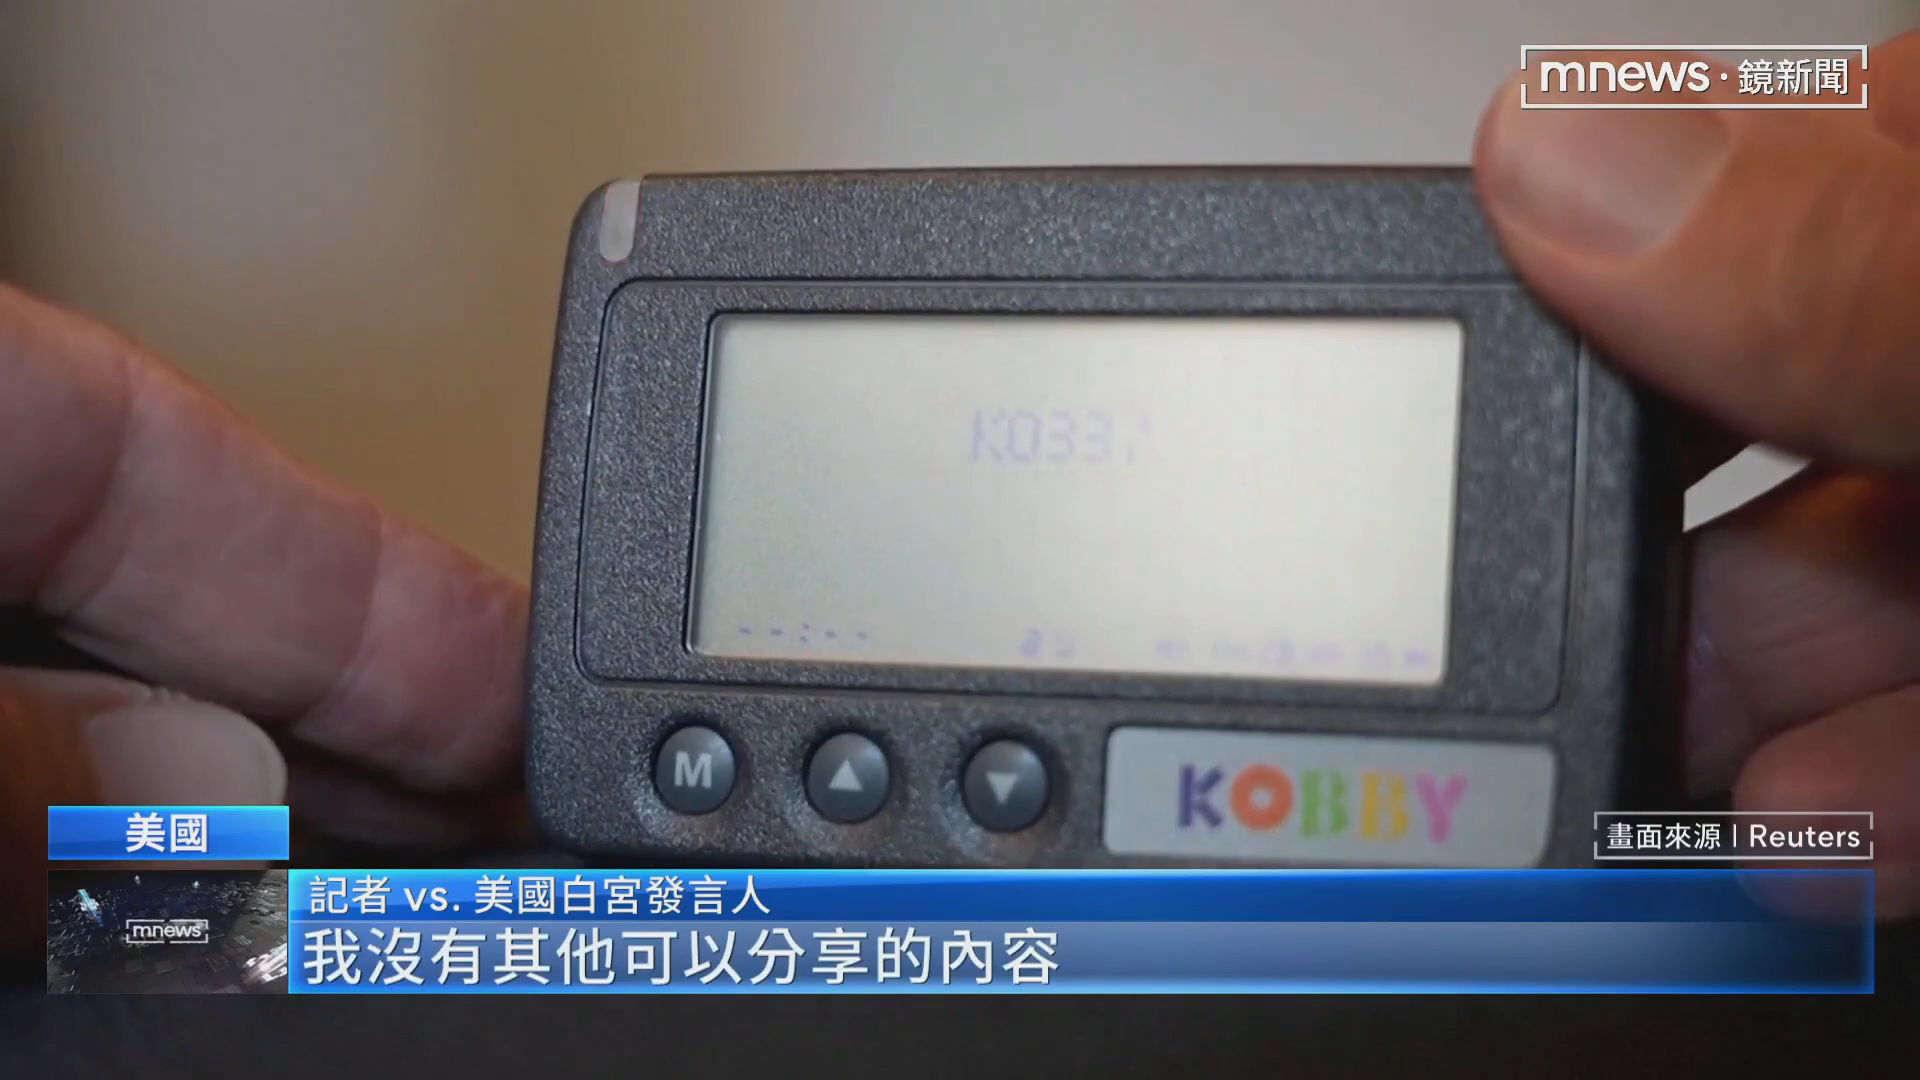 mnews·鏡新聞
M
KOBBY
美國
畫面來源 | Reuters
mnews
記者 vs. 美國白宮發言人
我沒有其他可以分享的內容